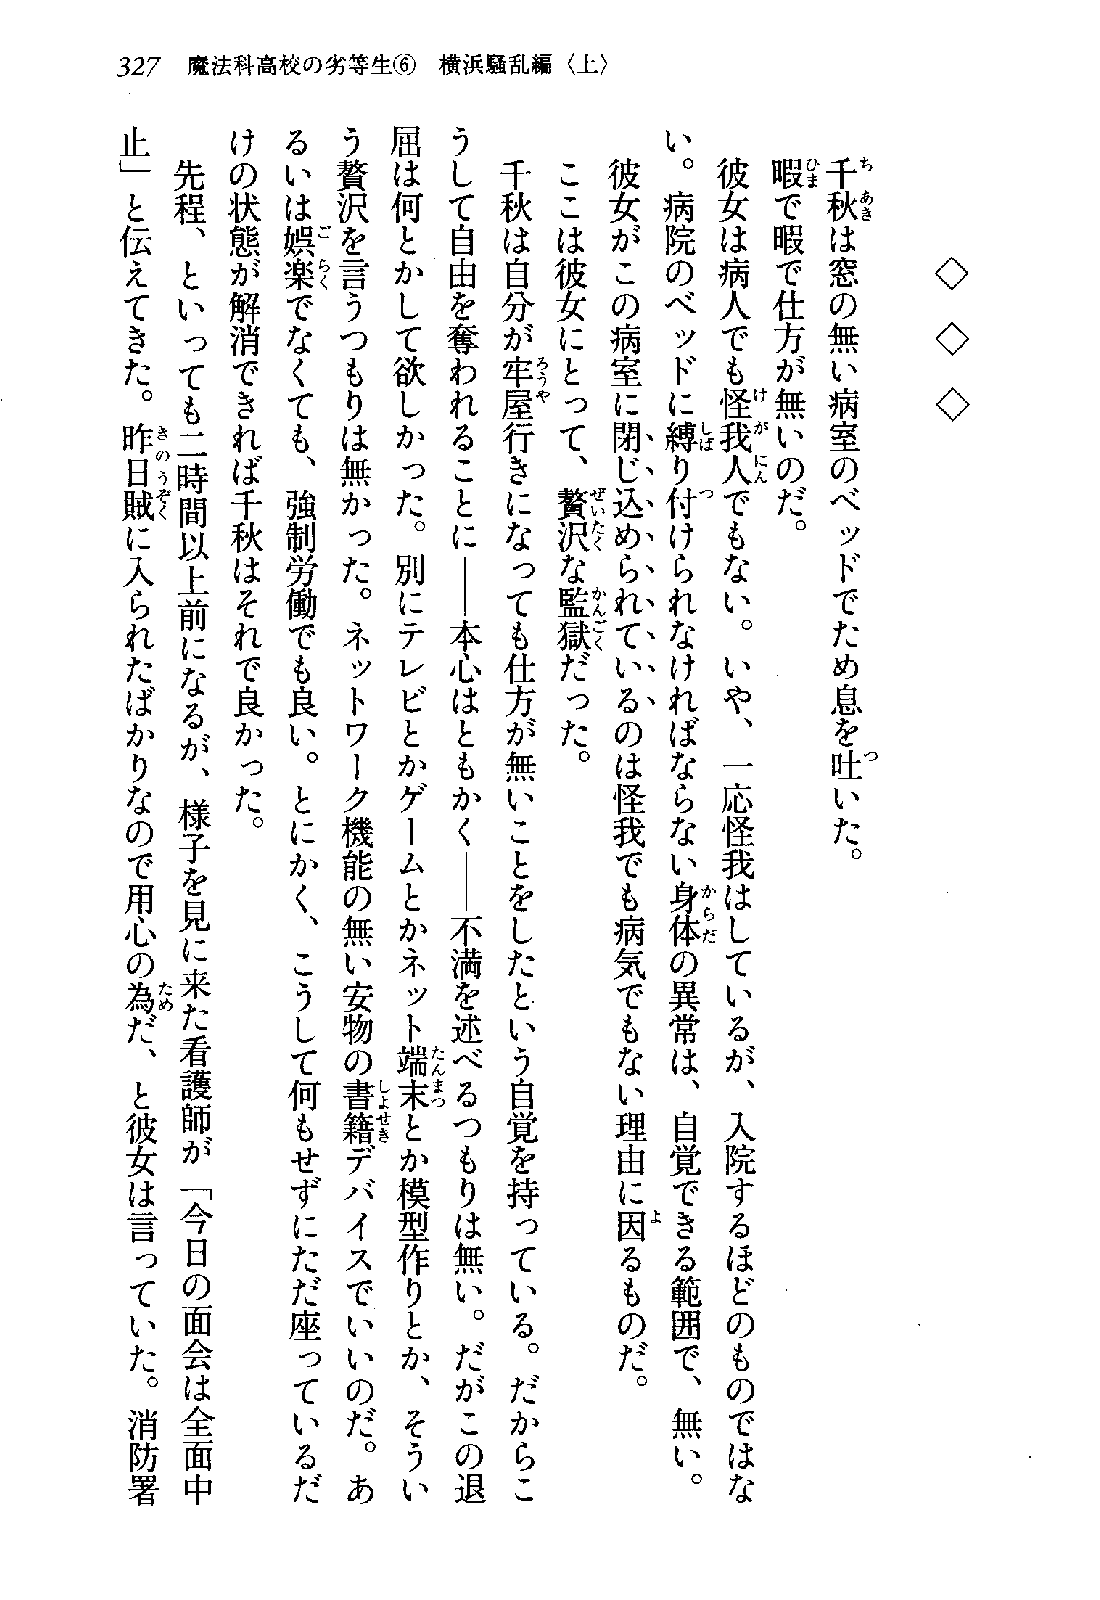 327 魔法科高校の劣等生⑥ 横浜騒乱編〈上〉
◇ ◇ ◇
千秋は窓の無い病室のベッドでため息を吐いた。
暇で暇で仕方が無いのだ。
彼女は病人でも怪我人でもない。いや、一応怪我はしているが、入院するほどのものではな
い。病院のベッドに縛り付けられなければならない身体の異常は、自覚できる範囲で、無い。
彼女がこの病室に閉じ込められているのは怪我でも病気でもない理由に因るものだ。
ここは彼女にとって、贅沢な監獄だった。
千秋は自分が牢屋行きになっても仕方が無いことをしたという自覚を持っている。だからこ
うして自由を奪われることに――本心はともかく――不満を述べるつもりは無い。だがこの退
屈は何とかして欲しかった。別にテレビとかゲームとかネット端末とか模型作りとか、そうい
う贅沢を言うつもりは無かった。ネットワーク機能の無い安物の書籍デバイスでいいのだ。あ
るいは娯楽でなくても、強制労働でも良い。とにかく、こうして何もせずにただ座っているだ
けの状態が解消できれば千秋はそれで良かった。
先程、といっても二時間以上前になるが、様子を見に来た看護師が「今日の面会は全面中
止」と伝えてきた。昨日賊に入られたばかりなので用心の為だ、と彼女は言っていた。消防署